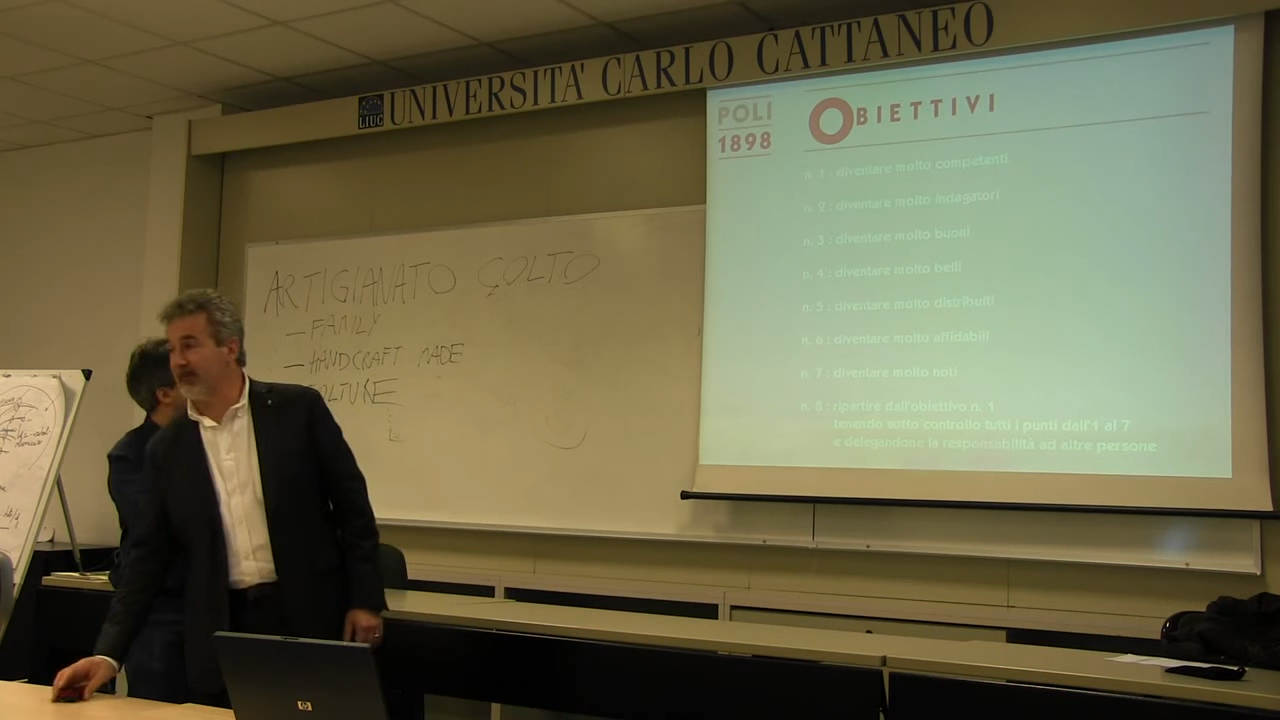 LIUC UNIVERSITA' CARLO CATTANEO
POLI
1898
OBIETTIVI
n. 1 : diventare molto competenti
n. 2 : diventare molto indagatori
n. 3 : diventare molto buoni
n. 4 : diventare molto belli
n. 5 : diventare molto distribuiti
n. 6 : diventare molto affidabili
n. 7 : diventare molto noti
n. 8 : ripartire dall'obiettivo n. 1
tenendo sotto controllo tutti i punti dall'1 al 7
e delegandone la responsabilità ad altre persone
ARTIGIANATO COLTO
– FAMILY
– HANDCRAFT MADE
hp